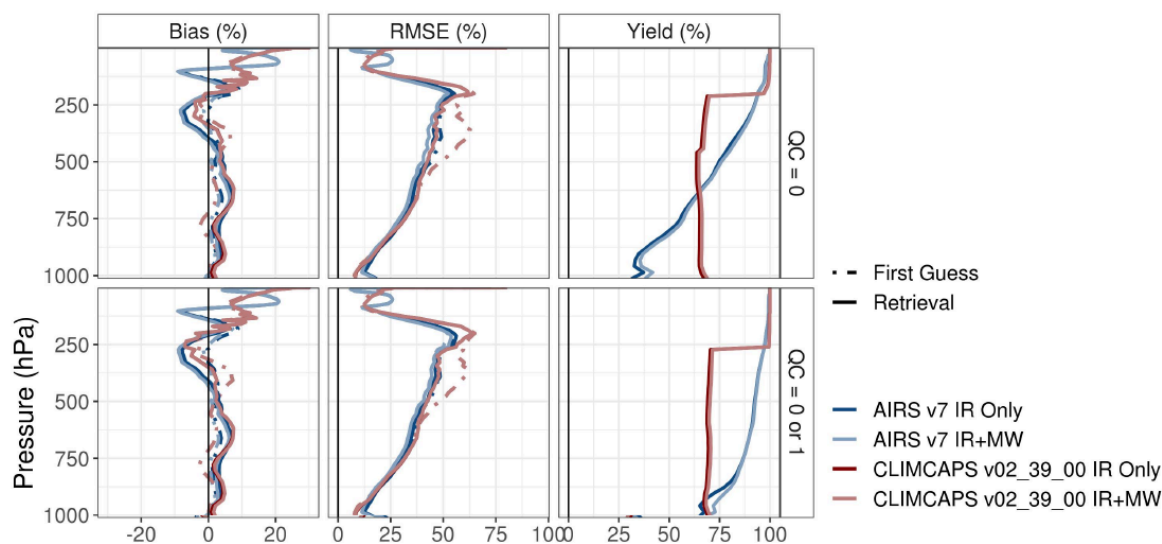 Bias (%) RMSE (%) Yield (%)
250
500
750
1000
QC = 0
250
500
750
1000
QC = 0 or 1
Pressure (hPa)
-20 0 20 0 25 50 75 100 0 25 50 75 100
First Guess
Retrieval
AIRS v7 IR Only
AIRS v7 IR+MW
CLIMCAPS v02_39_00 IR Only
CLIMCAPS v02_39_00 IR+MW